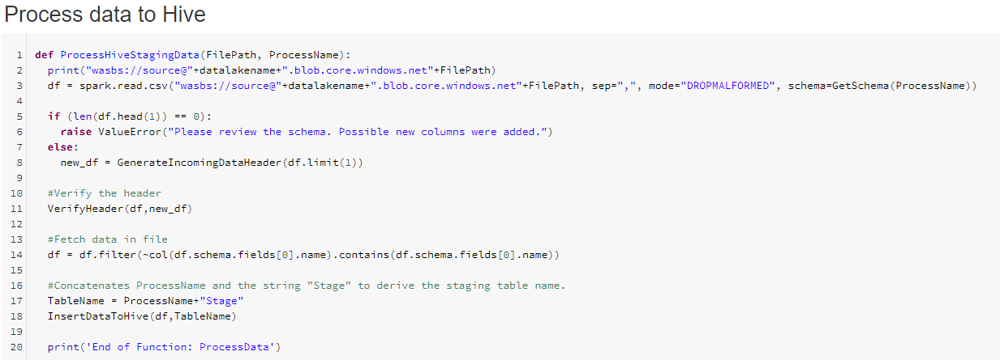 Process data to Hive
1 def ProcessHiveStagingData(FilePath, ProcessName):
2   print("wasbs://source@"+datalakename+".blob.core.windows.net"+FilePath)
3   df = spark.read.csv("wasbs://source@"+datalakename+".blob.core.windows.net"+FilePath, sep=",", mode="DROPMALFORMED", schema=GetSchema(ProcessName))
4
5   if (len(df.head(1)) == 0):
6     raise ValueError("Please review the schema. Possible new columns were added.")
7   else:
8     new_df = GenerateIncomingDataHeader(df.limit(1))
9
10   #Verify the header
11   VerifyHeader(df,new_df)
12
13   #Fetch data in file
14   df = df.filter(~col(df.schema.fields[0].name).contains(df.schema.fields[0].name))
15
16   #Concatenates ProcessName and the string "Stage" to derive the staging table name.
17   TableName = ProcessName+"Stage"
18   InsertDataToHive(df,TableName)
19
20   print('End of Function: ProcessData')